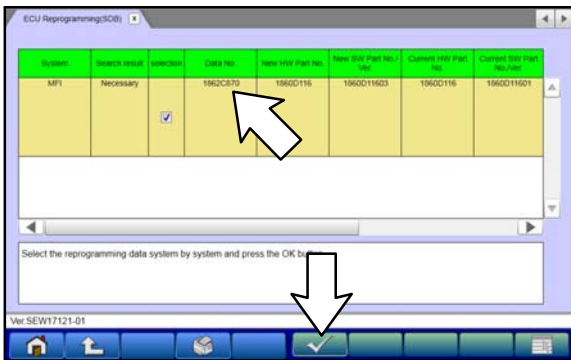 ECU Reprogramming(SDB)
System Search result selection Data No. New HW Part No. New SW Part No./Ver. Current HW Part No. Current SW Part No./Ver.
MFI Necessary 1862C870 1860D116 1860D11603 1860D116 1860D11601
Select the reprogramming data system by system and press the OK
Ver.SEW17121-01